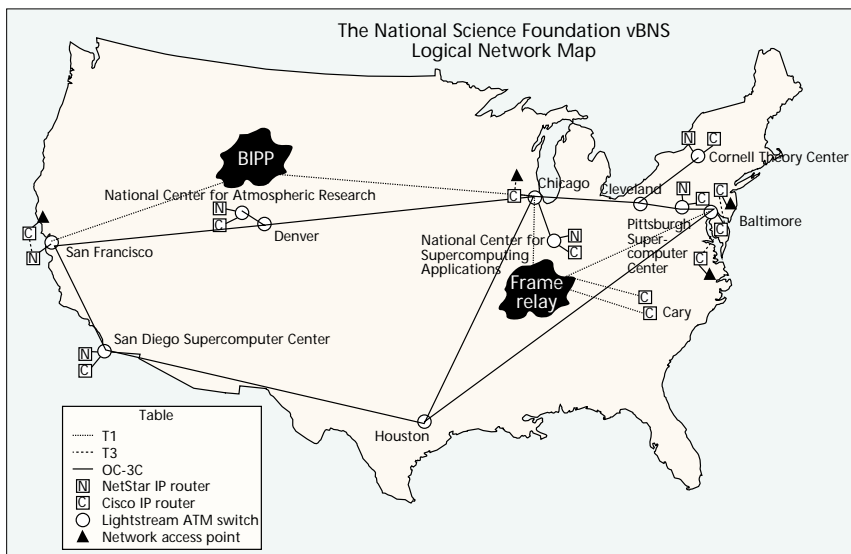 The National Science Foundation vBNS
Logical Network Map
N
C
Cornell Theory Center
BIPP
Chicago
C
Cleveland
N
C
C
National Center for Atmospheric Research
N
C
Denver
Baltimore
C
Pittsburgh
Super-
computer
Center
C
C
San Francisco
N
National Center for
Supercomputing
Applications
N
C
Frame
relay
C
C
Cary
San Diego Supercomputer Center
N
C
Houston
Table
T1
T3
OC-3C
N NetStar IP router
C Cisco IP router
Lightstream ATM switch
Network access point